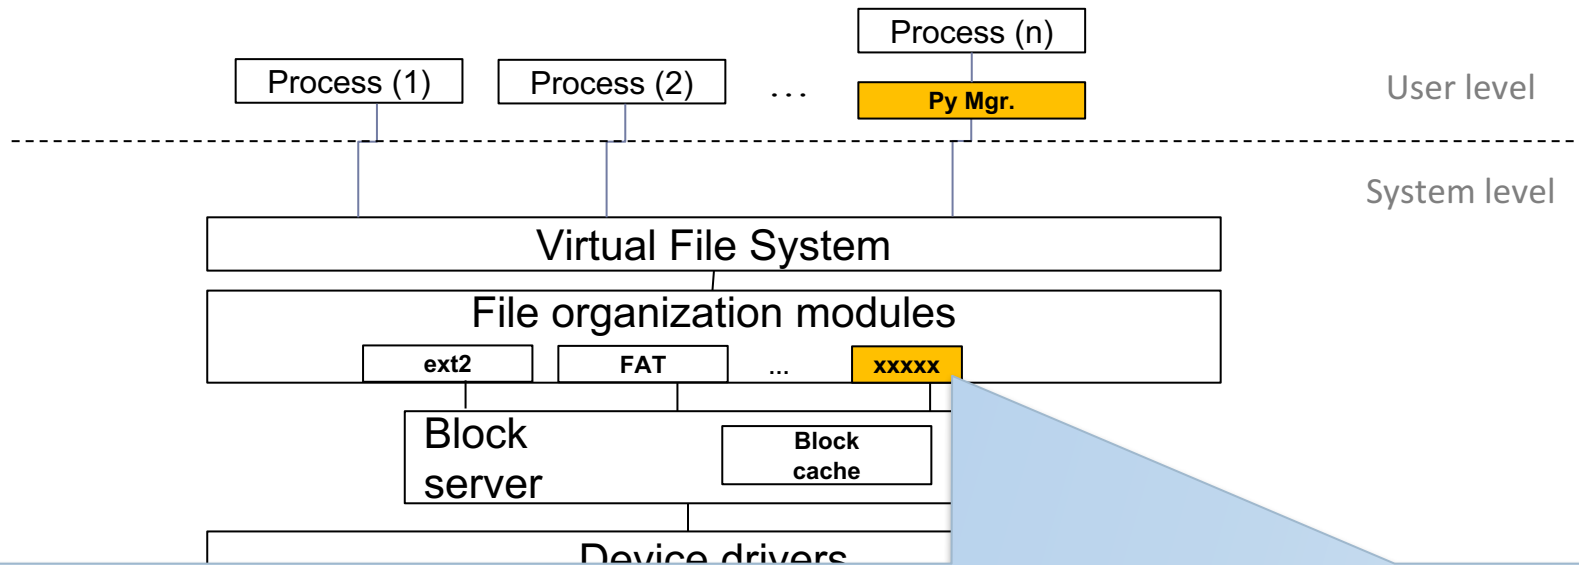 Process (n)
Process (1)
Process (2)
...
Py Mgr.
User level
System level
Virtual File System
File organization modules
ext2
FAT
...
xxxxx
Block
server
Block
cache
Device drivers